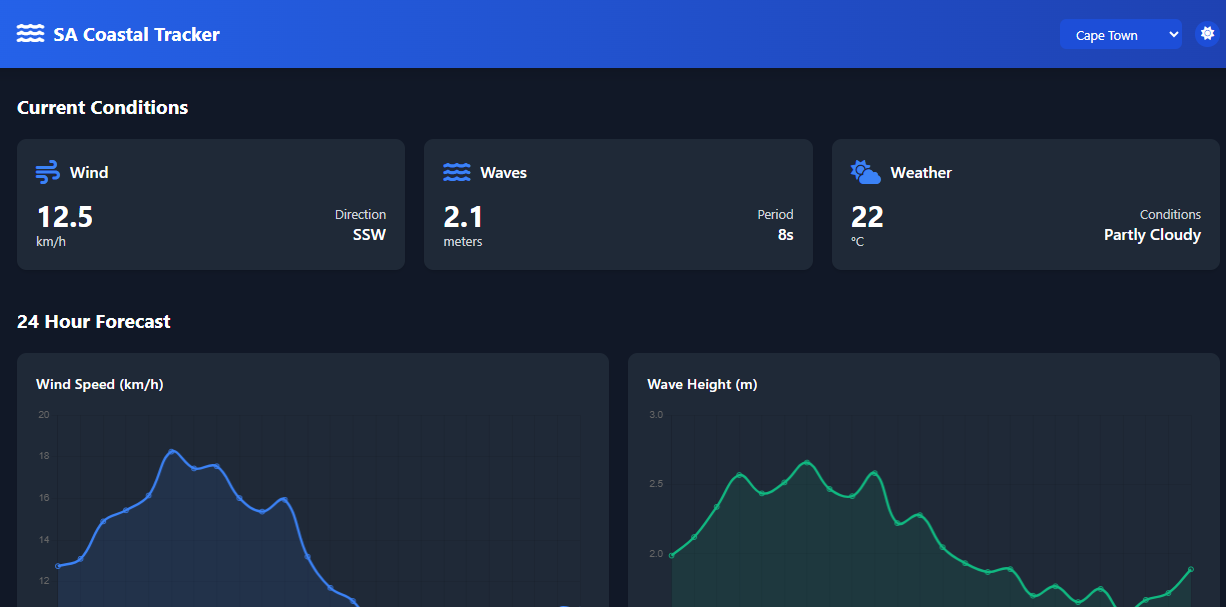 SA Coastal Tracker
Cape Town
Current Conditions
Wind
12.5
km/h
Direction
SSW
Waves
2.1
meters
Period
8s
Weather
22
°C
Conditions
Partly Cloudy
24 Hour Forecast
Wind Speed (km/h)
20
18
16
14
12
Wave Height (m)
3.0
2.5
2.0